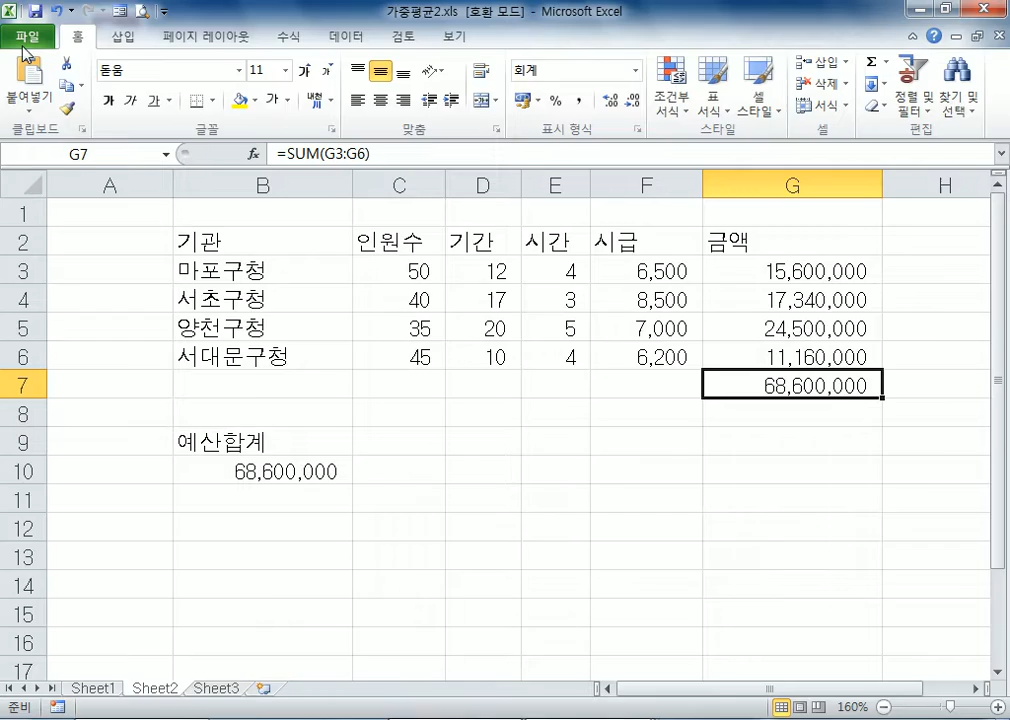 가중평균2.xls [호환 모드] - Microsoft Excel
파일 홈 삽입 페이지 레이아웃 수식 데이터 검토 보기
돋움 11 가 가 회계
붙여넣기 가 가 가 가 내천 % , 조건부 서식 표 서식 셀 스타일 삽입 삭제 서식 Σ 정렬 및 필터 찾기 및 선택
클립보드 글꼴 맞춤 표시 형식 스타일 셀 편집
G7 fx =SUM(G3:G6)
A B C D E F G H
1
2 기관 인원수 기간 시간 시급 금액
3 마포구청 50 12 4 6,500 15,600,000
4 서초구청 40 17 3 8,500 17,340,000
5 양천구청 35 20 5 7,000 24,500,000
6 서대문구청 45 10 4 6,200 11,160,000
7 68,600,000
8
9 예산합계
10 68,600,000
11
12
13
14
15
16
17
Sheet1 Sheet2 Sheet3
준비 160%